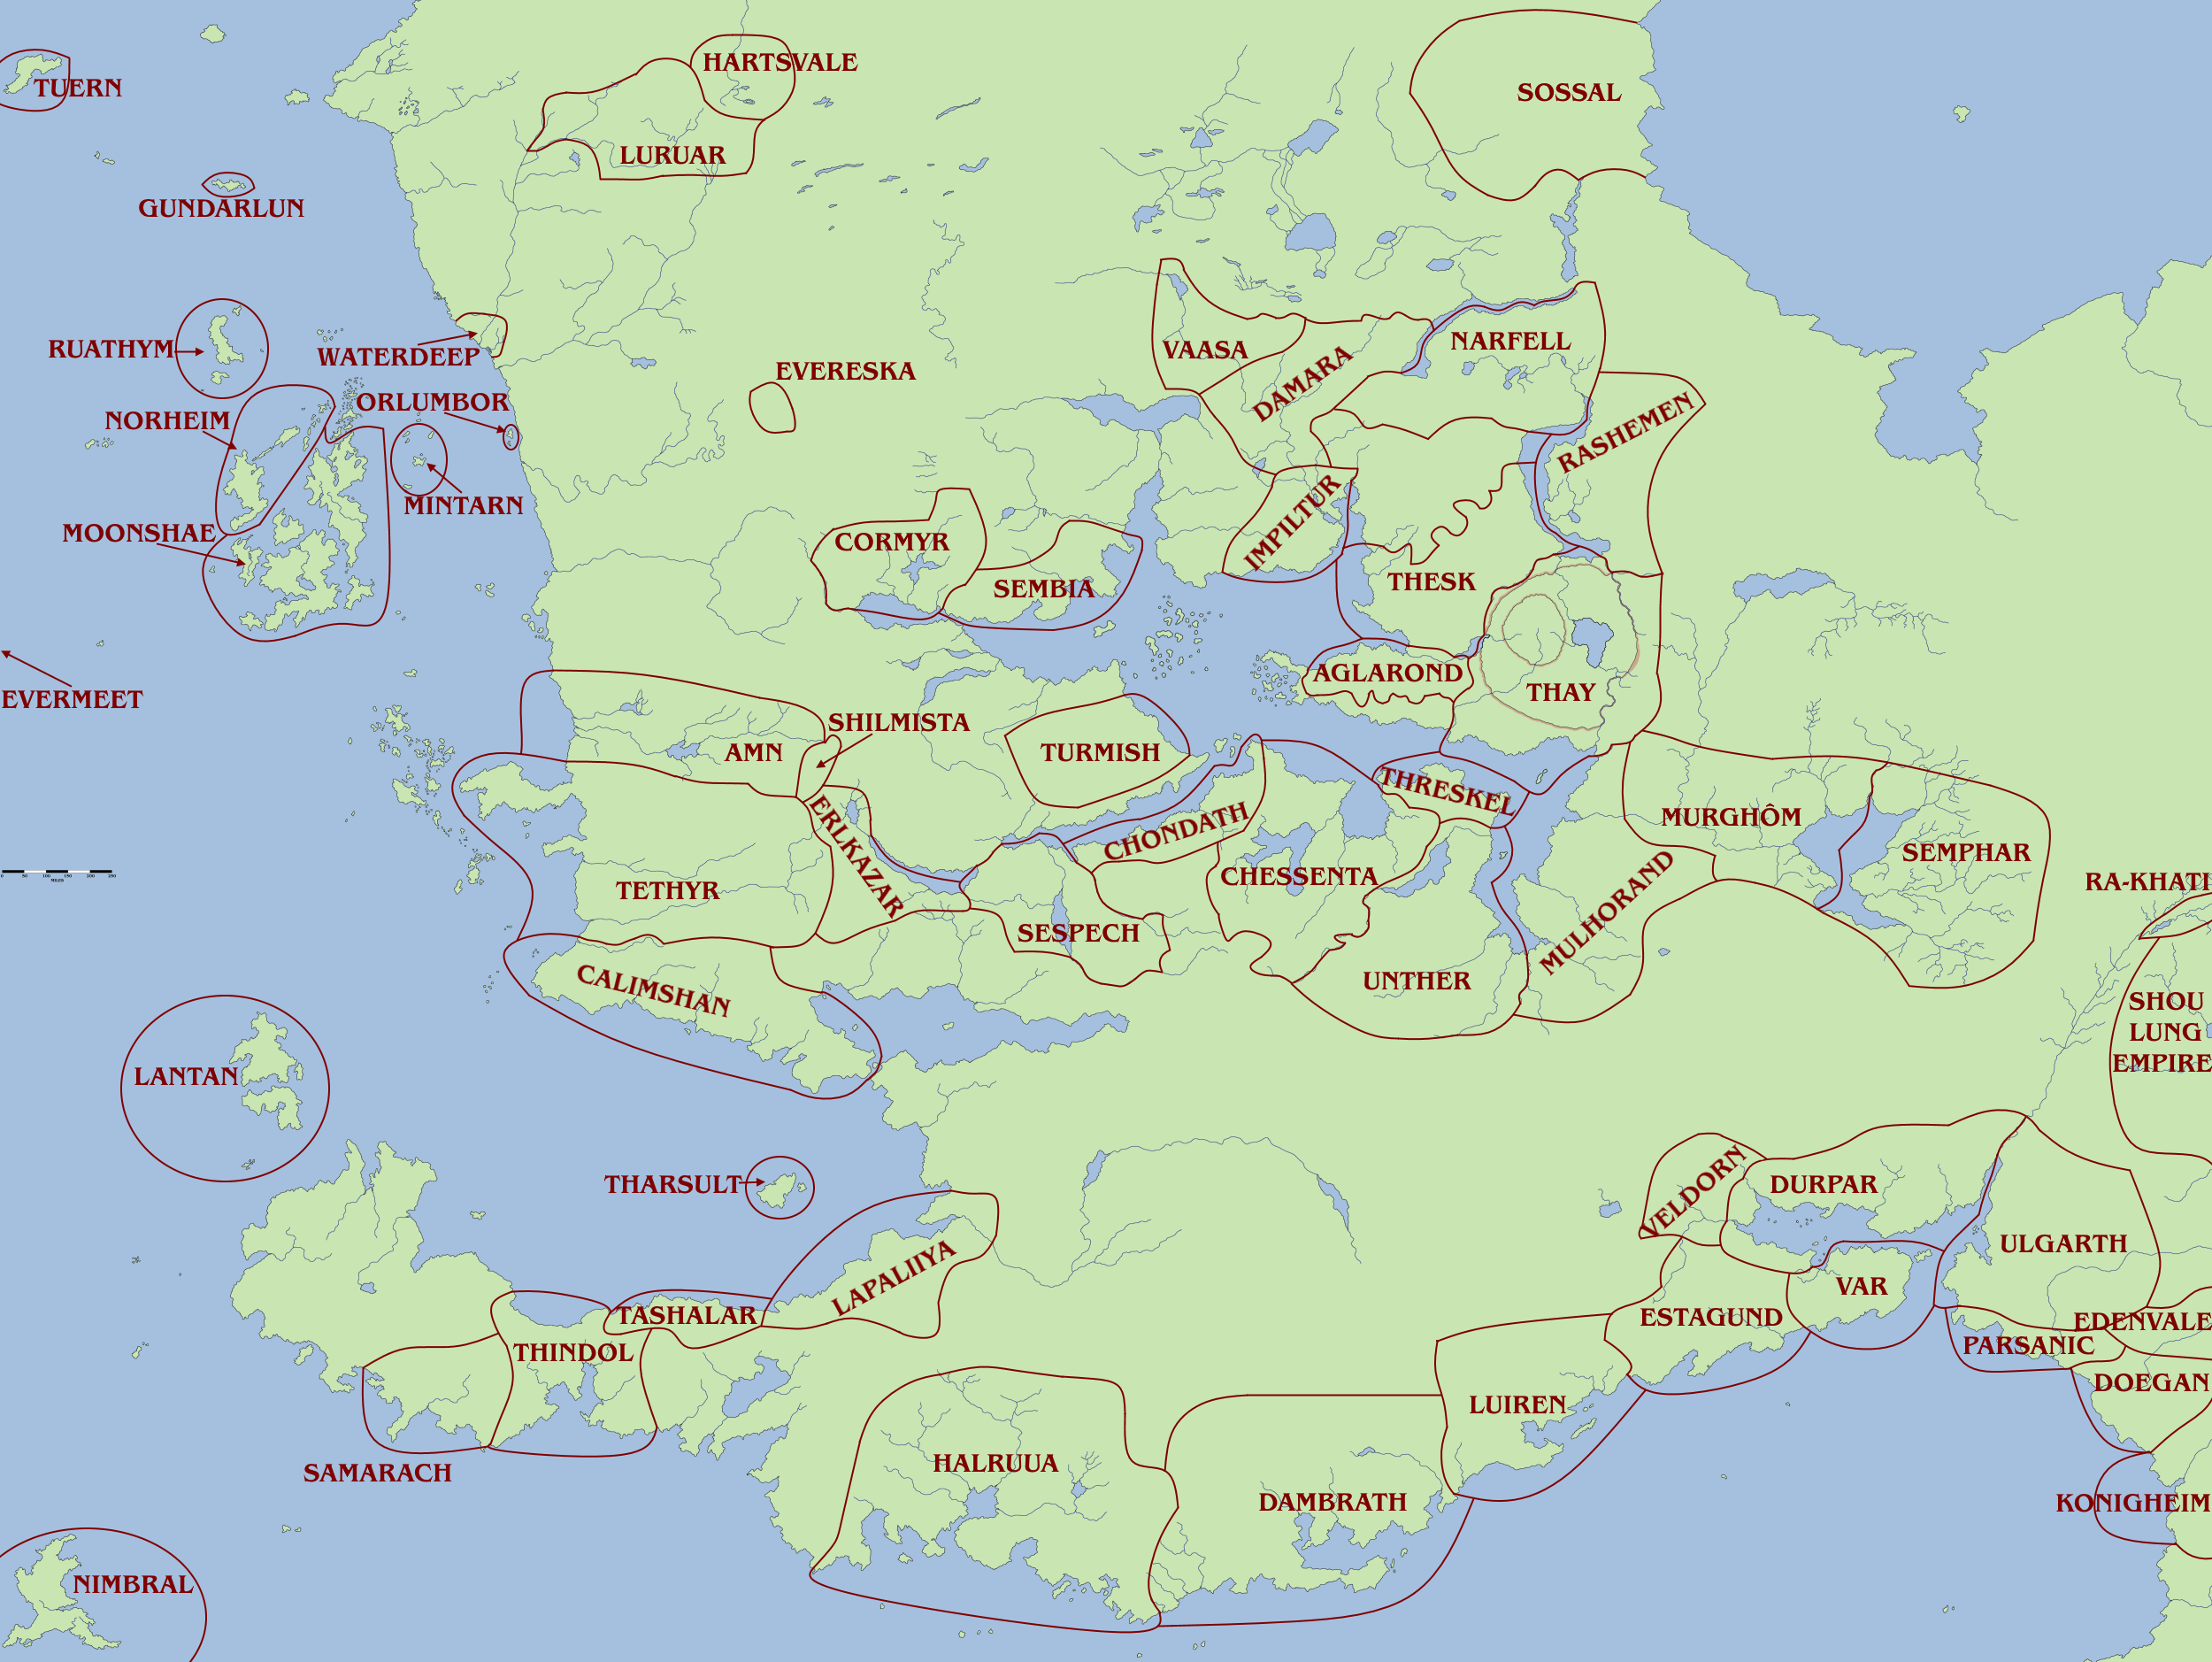 HARTSVALE
TUERN
SOSSAL
LURUAR
GUNDARLUN
RUATHYM
WATERDEEP
VAASA
NARFELL
EVERESKA
DAMARA
ORLUMBOR
NORHEIM
RASHEMEN
MINTARN
MOONSHAE
CORMYR
IMPILTUR
SEMBIA
THESK
AGLAROND
THAY
EVERMEET
SHILMISTA
AMN
TURMISH
THRESKEL
MURGHÔM
CHONDATH
ERLKAZAR
SEMPHAR
CHESSENTA
RA-KHATI
TETHYR
MULHORAND
SESPECH
UNTHER
CALIMSHAN
SHOU
LUNG
EMPIRE
LANTAN
THARSULT
VELDORN
DURPAR
ULGARTH
LAPALIIYA
VAR
TASHALAR
ESTAGUND
EDENVALE
PARSANIC
THINDOL
DOEGAN
LUIREN
HALRUUA
SAMARACH
DAMBRATH
KONIGHEIM
NIMBRAL